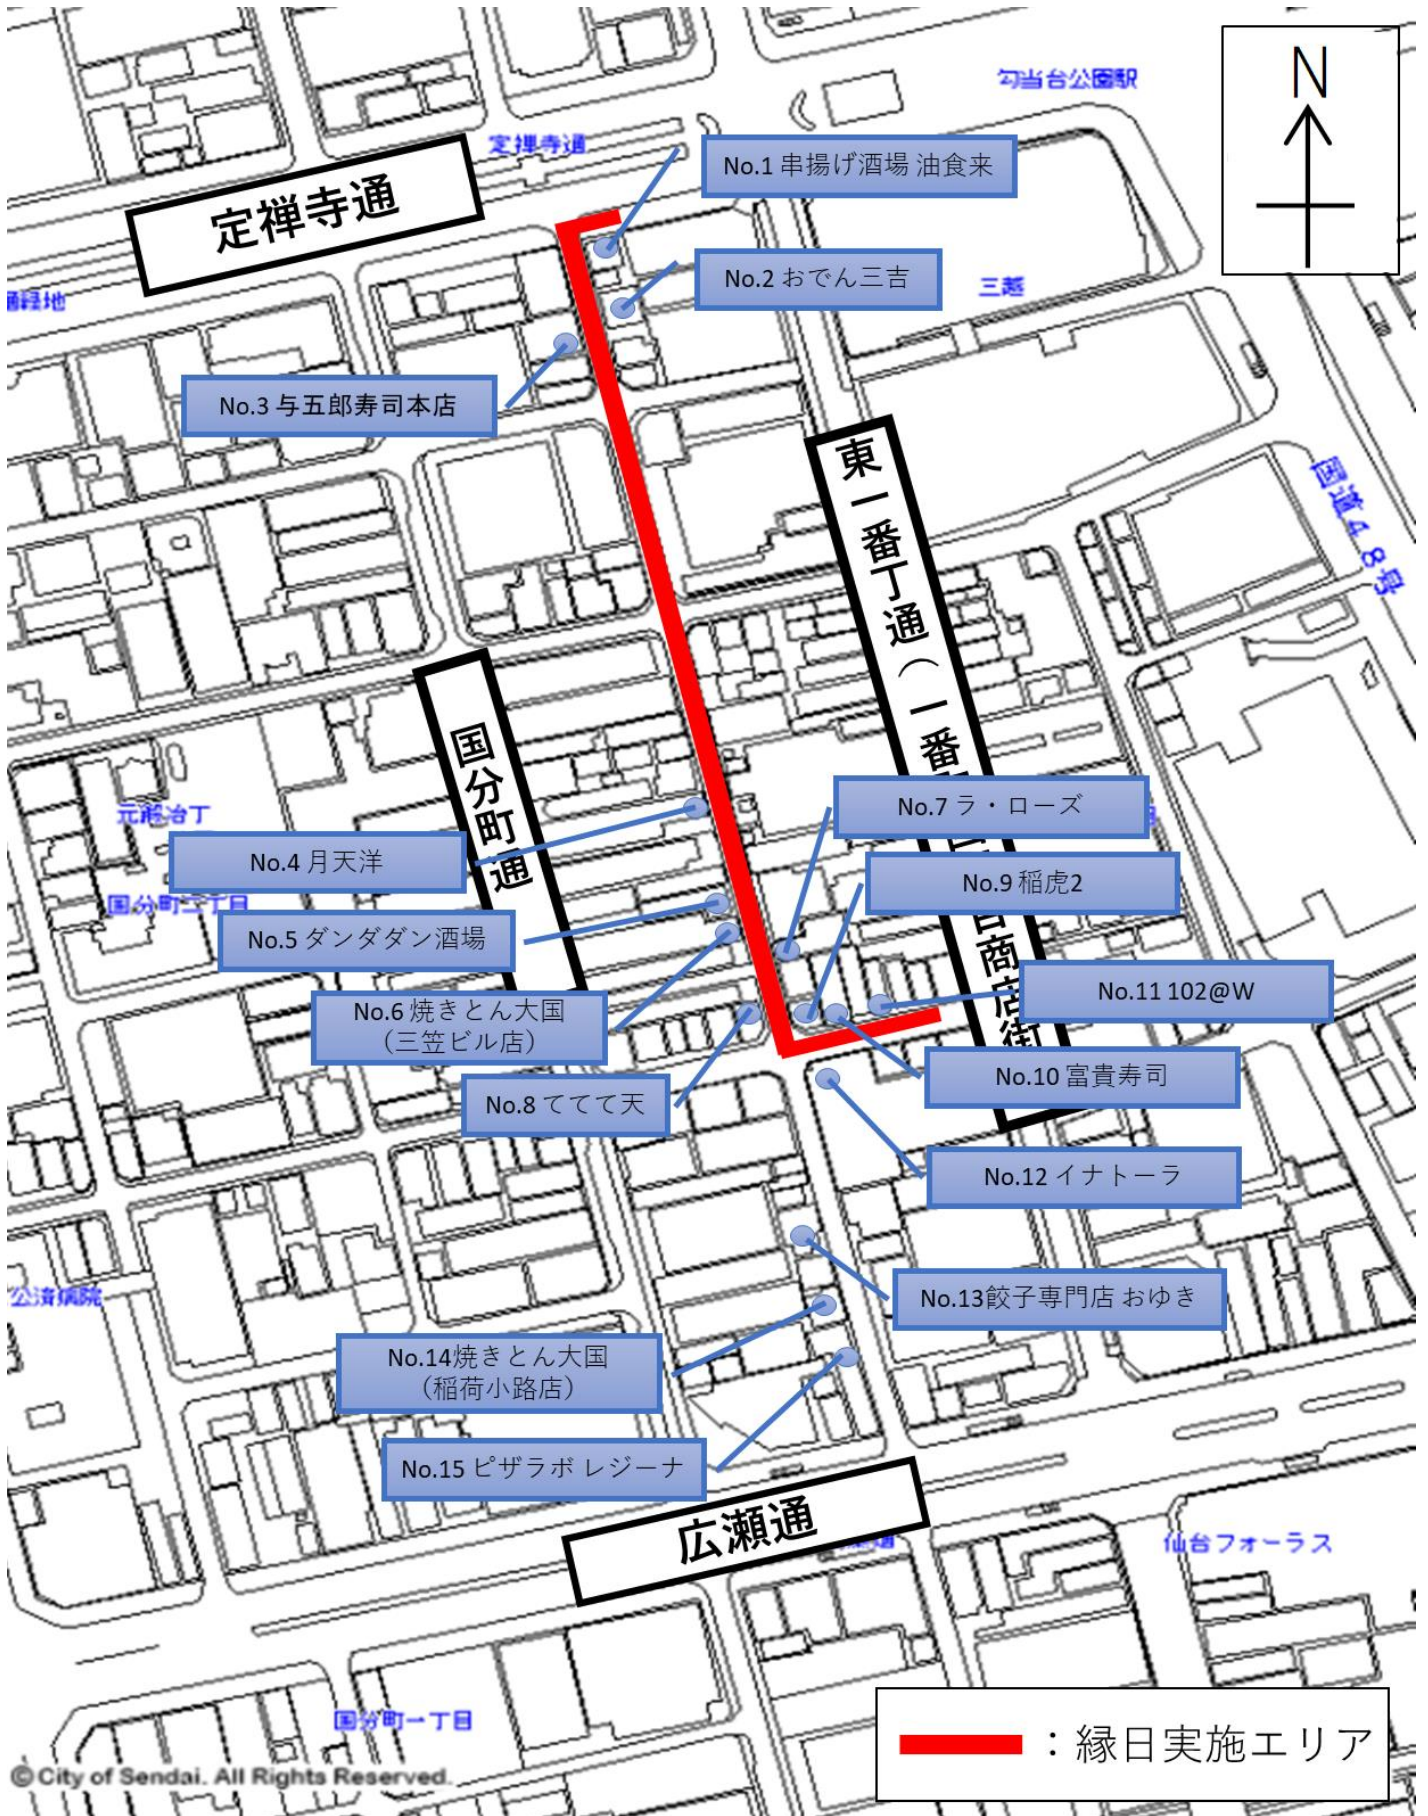 勾当台公園駅
N
定禅寺通
定禅寺通
No.1 串揚げ酒場 油食来
No.2 おでん三吉
三越
No.3 与五郎寿司本店
国道48号
東一番丁通（一番
商店街
国分町通
元鍛冶丁
国分町二丁目
No.4 月天洋
No.5 ダンダダン酒場
No.6 焼きとん大国
（三笠ビル店）
No.7 ラ・ローズ
No.9 稲虎2
No.11 102@W
No.10 富貴寿司
No.8 ててて天
No.12 イナトーラ
No.13餃子専門店 おゆき
公済病院
No.14焼きとん大国
（稲荷小路店）
No.15 ピザラボ レジーナ
広瀬通
仙台フォーラス
国分町一丁目
：縁日実施エリア
© City of Sendai. All Rights Reserved.